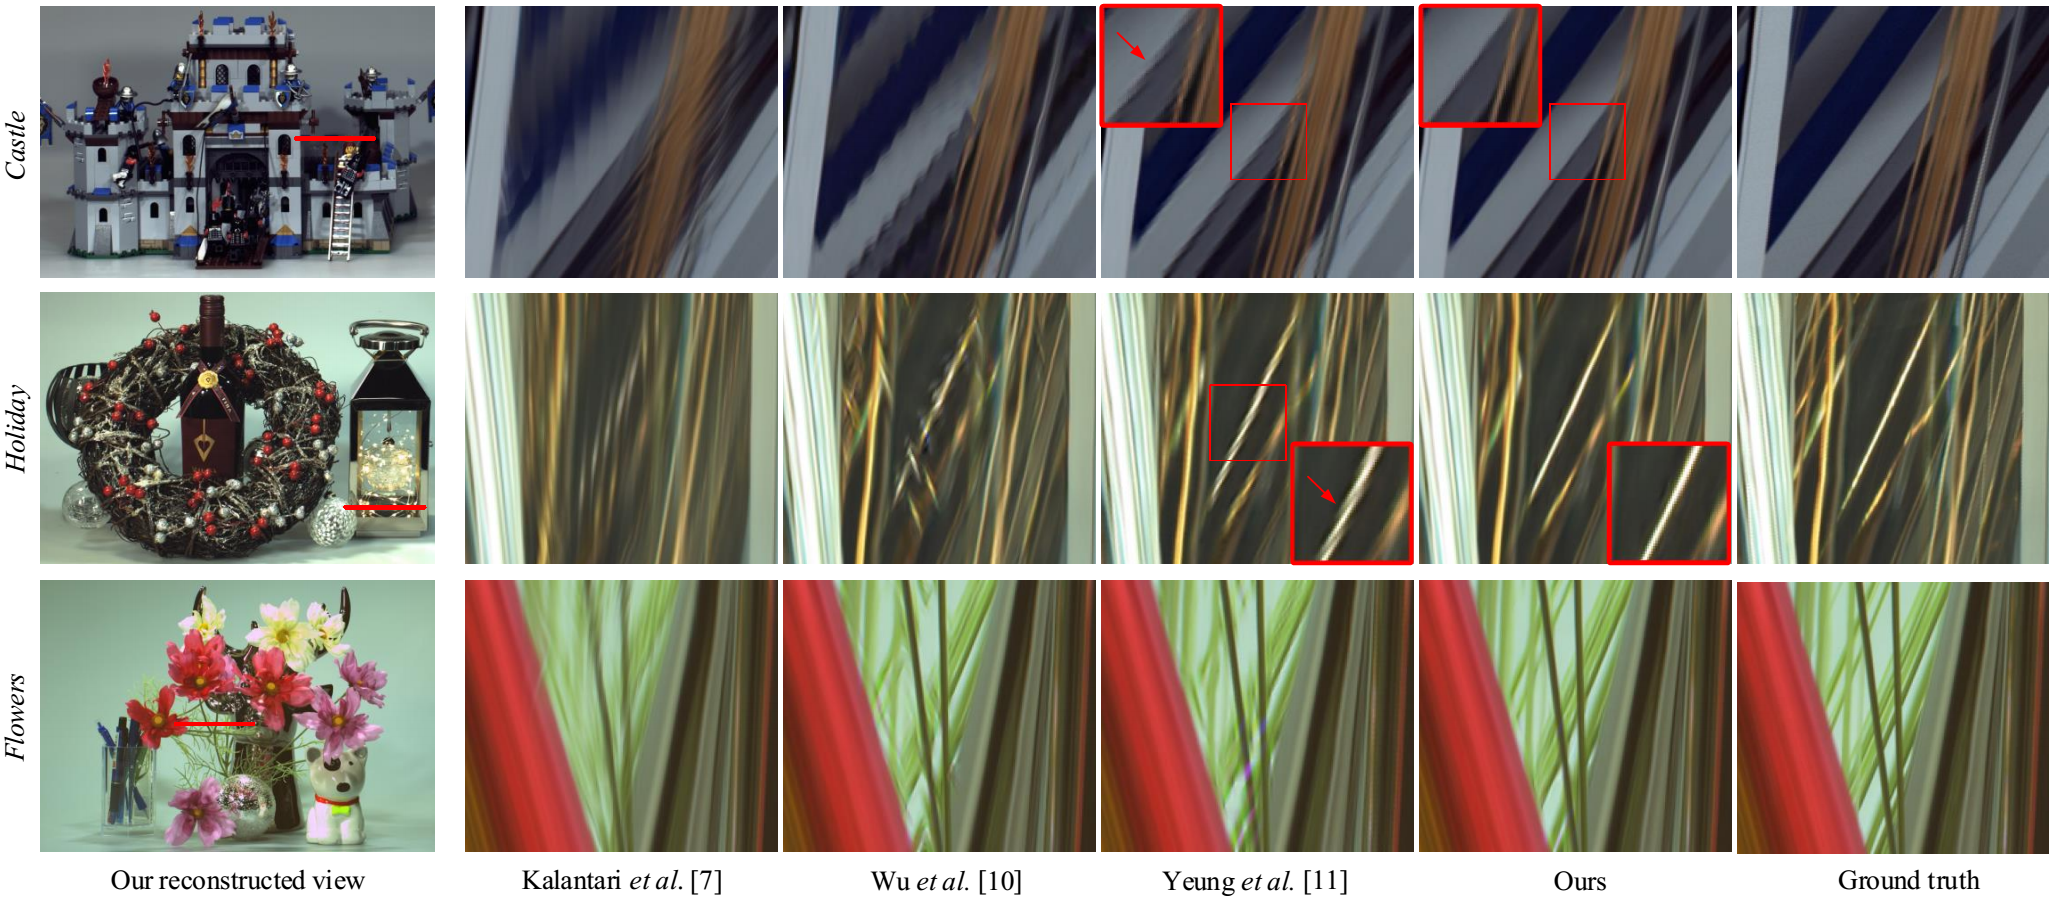 Castle
Holiday
Flowers
Our reconstructed view
Kalantari et al. [7]
Wu et al. [10]
Yeung et al. [11]
Ours
Ground truth